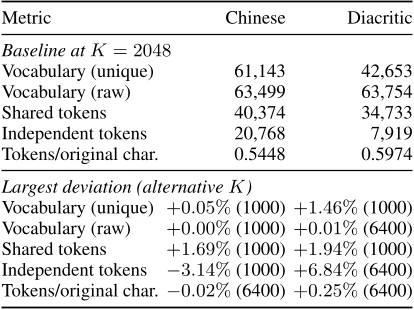 Metric Chinese Diacritic
Baseline at K = 2048
Vocabulary (unique) 61,143 42,653
Vocabulary (raw) 63,499 63,754
Shared tokens 40,374 34,733
Independent tokens 20,768 7,919
Tokens/original char. 0.5448 0.5974
Largest deviation (alternative K)
Vocabulary (unique) +0.05% (1000) +1.46% (1000)
Vocabulary (raw) +0.00% (1000) +0.01% (6400)
Shared tokens +1.69% (1000) +1.94% (1000)
Independent tokens −3.14% (1000) +6.84% (6400)
Tokens/original char. −0.02% (6400) +0.25% (6400)